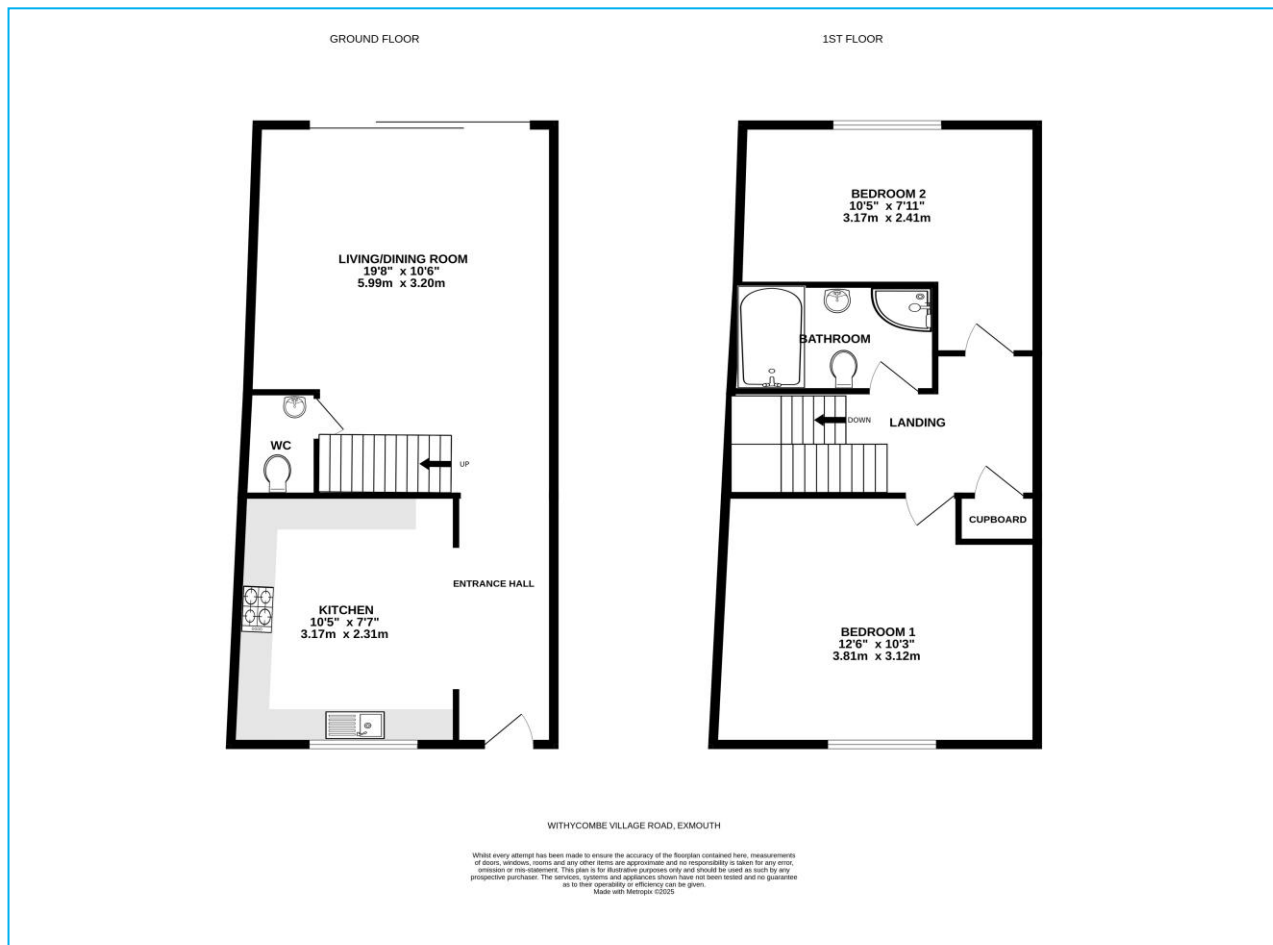 GROUND FLOOR
1ST FLOOR
LIVING/DINING ROOM
19'8" x 10'6"
5.99m x 3.20m
WC
UP
ENTRANCE HALL
KITCHEN
10'5" x 7'7"
3.17m x 2.31m
BEDROOM 2
10'5" x 7'11"
3.17m x 2.41m
BATHROOM
DOWN
LANDING
CUPBOARD
BEDROOM 1
12'6" x 10'3"
3.81m x 3.12m
WITHYCOMBE VILLAGE ROAD, EXMOUTH
Whilst every attempt has been made to ensure the accuracy of the floorplan contained here, measurements
of doors, windows, rooms and any other items are approximate and no responsibility is taken for any error,
omission or mis-statement. This plan is for illustrative purposes only and should be used as such by any
prospective purchaser. The services, systems and appliances shown have not been tested and no guarantee
as to their operability or efficiency can be given.
Made with Metropix ©2025